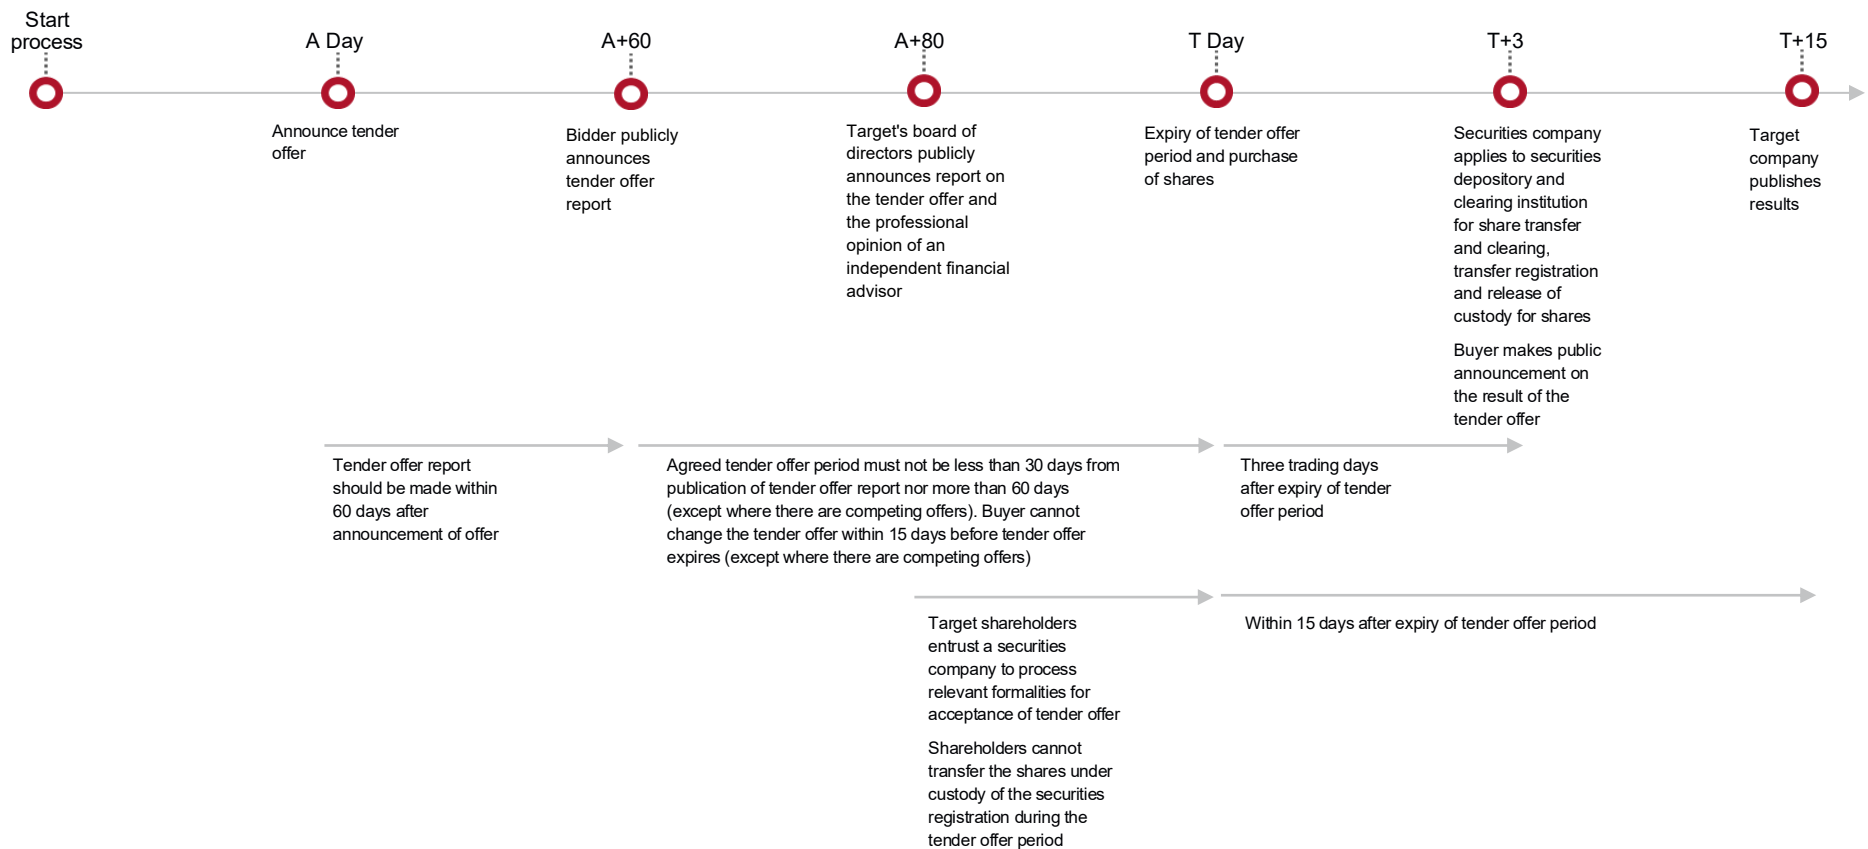 Start
process
A Day
A+60
A+80
T Day
T+3
T+15
Announce tender
offer
Bidder publicly
announces
tender offer
report
Target's board of
directors publicly
announces report on
the tender offer and
the professional
opinion of an
independent financial
advisor
Expiry of tender offer
period and purchase
of shares
Securities company
applies to securities
depository and
clearing institution
for share transfer
and clearing,
transfer registration
and release of
custody for shares
Buyer makes public
announcement on
the result of the
tender offer
Target
company
publishes
results
Tender offer report
should be made within
60 days after
announcement of offer
Agreed tender offer period must not be less than 30 days from
publication of tender offer report nor more than 60 days
(except where there are competing offers). Buyer cannot
change the tender offer within 15 days before tender offer
expires (except where there are competing offers)
Three trading days
after expiry of tender
offer period
Target shareholders
entrust a securities
company to process
relevant formalities for
acceptance of tender offer
Shareholders cannot
transfer the shares under
custody of the securities
registration during the
tender offer period
Within 15 days after expiry of tender offer period